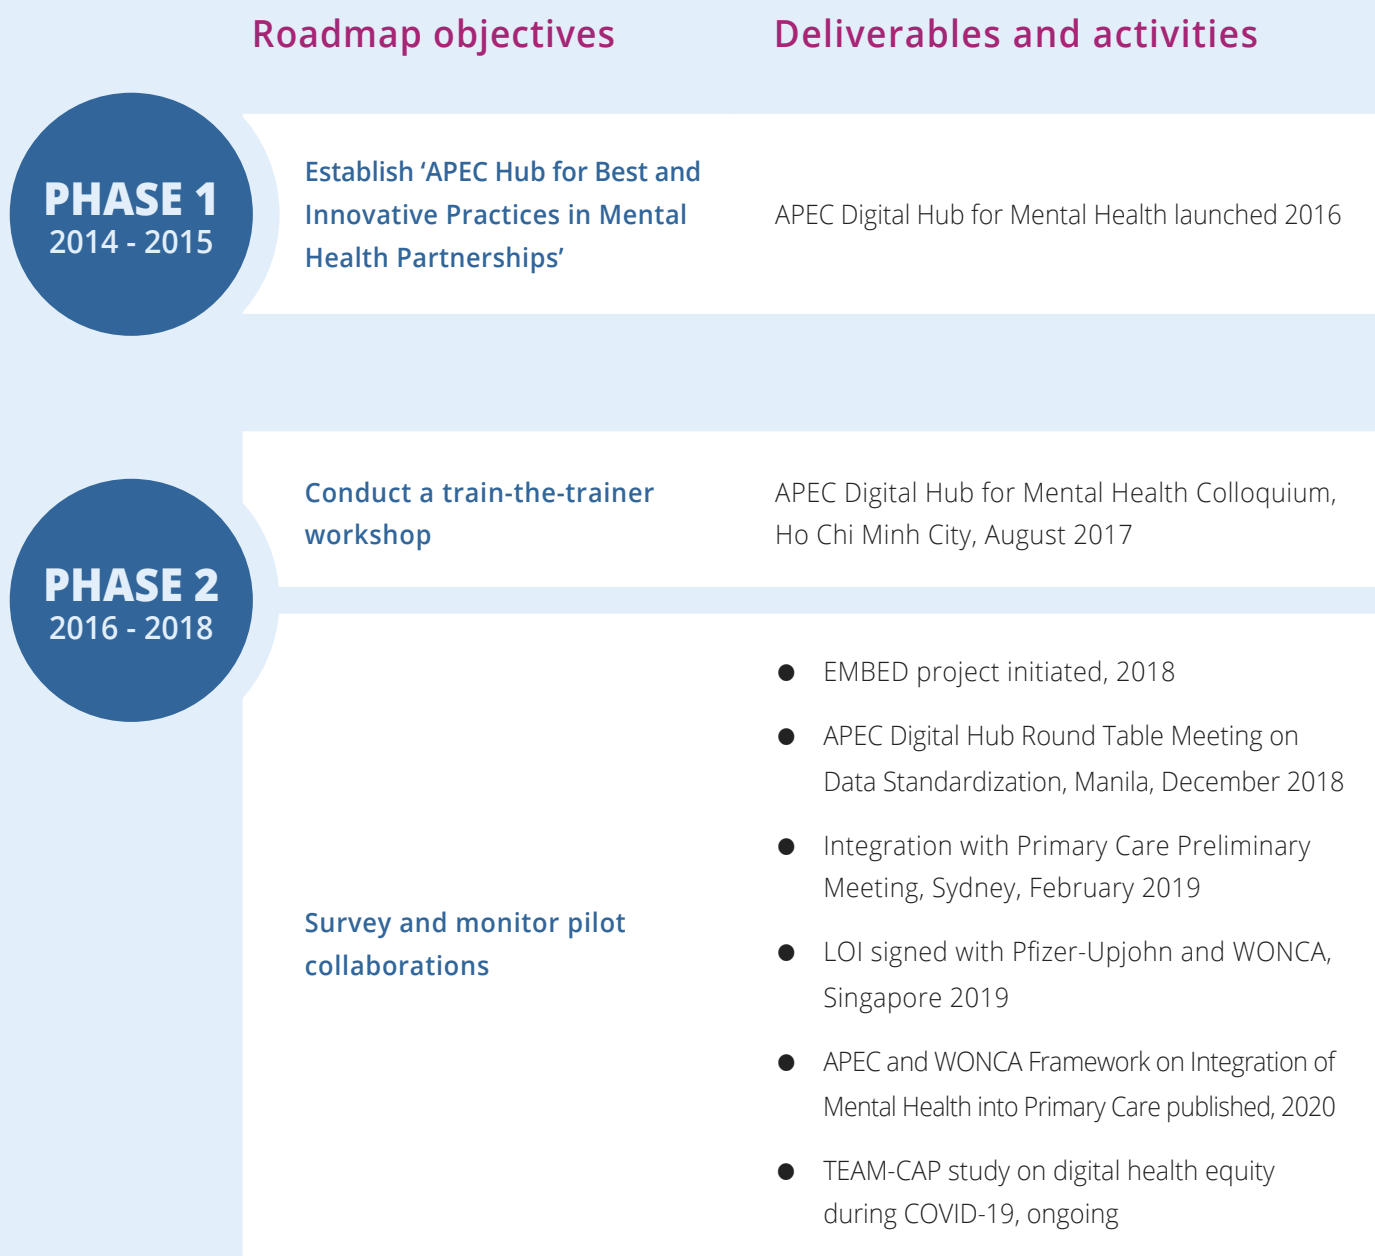 Roadmap objectives
Deliverables and activities
PHASE 1
2014 - 2015
Establish ‘APEC Hub for Best and
Innovative Practices in Mental
Health Partnerships’
APEC Digital Hub for Mental Health launched 2016
PHASE 2
2016 - 2018
Conduct a train-the-trainer
workshop
APEC Digital Hub for Mental Health Colloquium,
Ho Chi Minh City, August 2017
Survey and monitor pilot
collaborations
● EMBED project initiated, 2018
● APEC Digital Hub Round Table Meeting on
Data Standardization, Manila, December 2018
● Integration with Primary Care Preliminary
Meeting, Sydney, February 2019
● LOI signed with Pfizer-Upjohn and WONCA,
Singapore 2019
● APEC and WONCA Framework on Integration of
Mental Health into Primary Care published, 2020
● TEAM-CAP study on digital health equity
during COVID-19, ongoing